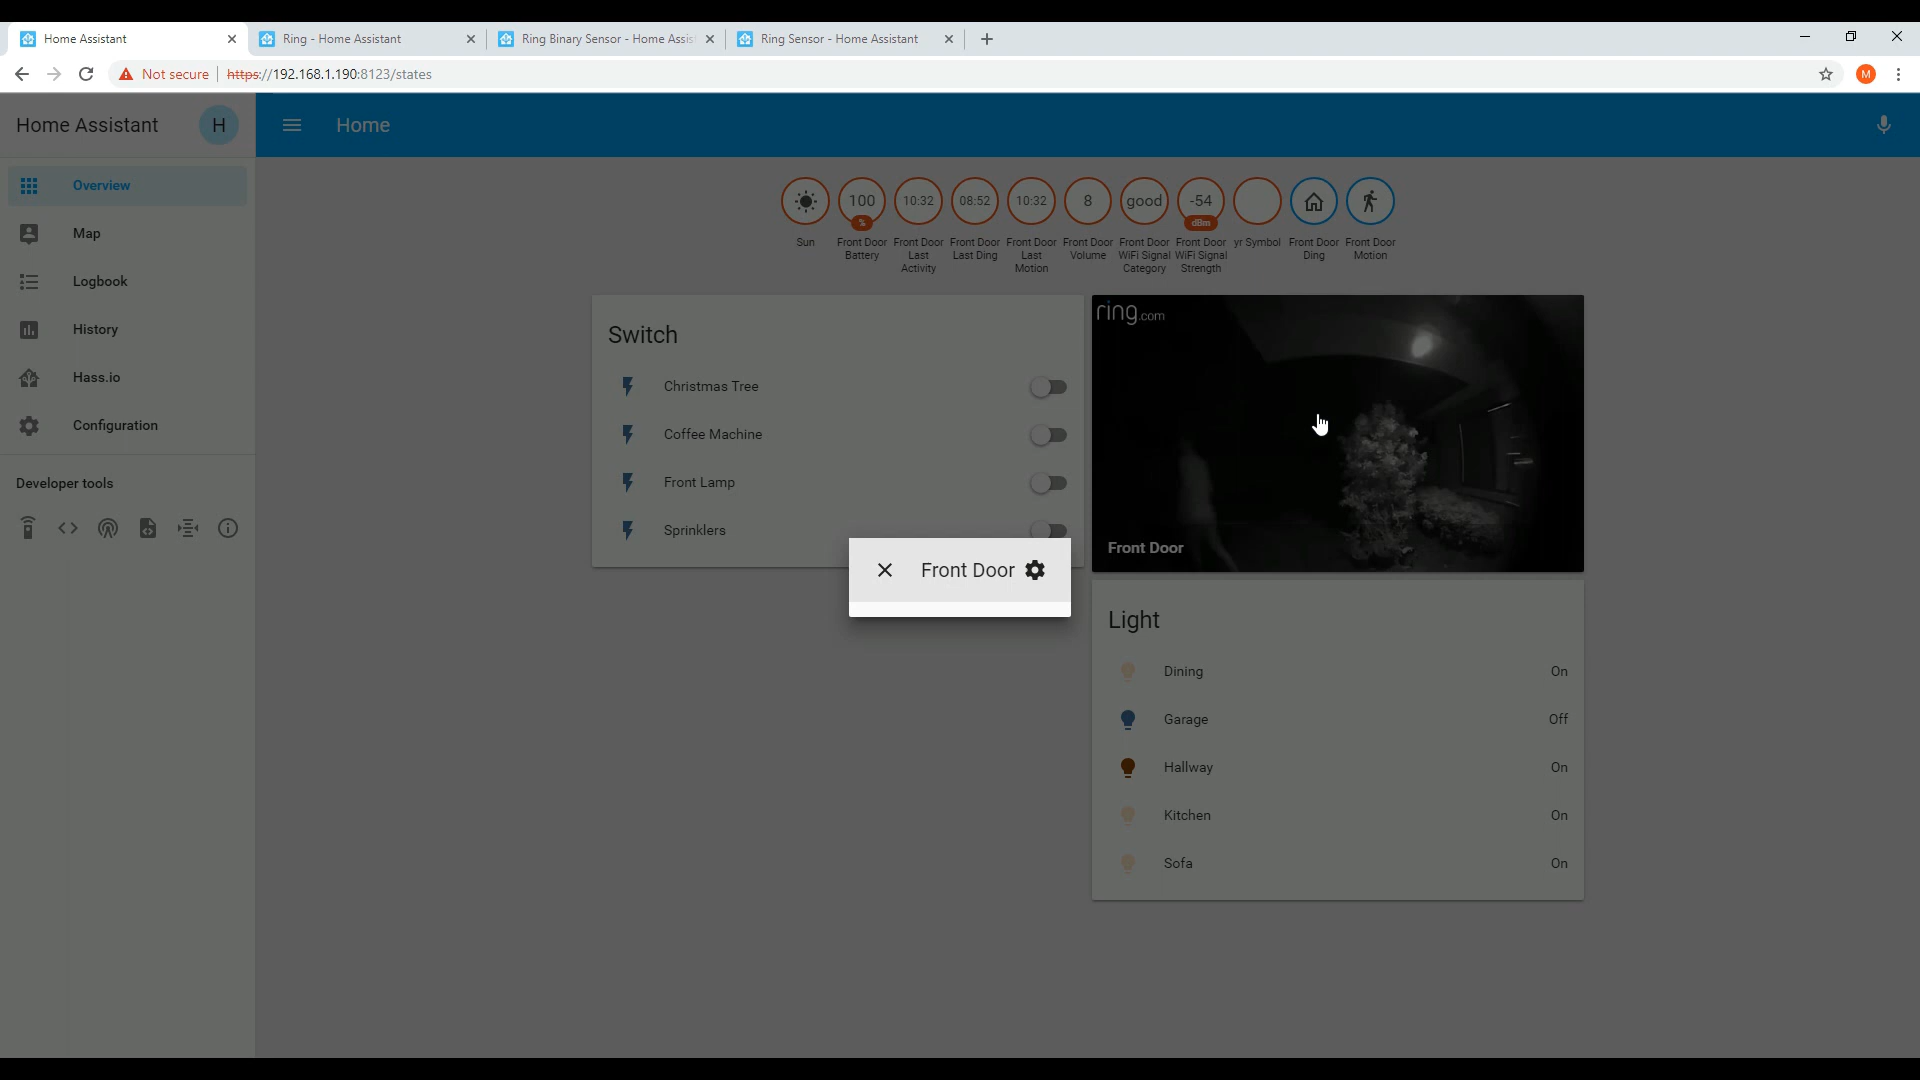 Home Assistant
Ring - Home Assistant
Ring Binary Sensor - Home Assis
Ring Sensor - Home Assistant
Not secure
https://192.168.1.190:8123/states
M
Home Assistant
H
Home
Overview
Map
Logbook
History
Hass.io
Configuration
Developer tools
100
%
10:32
08:52
10:32
8
good
-54
dBm
Sun
Front Door
Battery
Front Door
Last
Activity
Front Door
Last Ding
Front Door
Last
Motion
Front Door
Volume
Front Door
WiFi Signal
Category
Front Door
WiFi Signal
Strength
yr Symbol
Front Door
Ding
Front Door
Motion
Switch
Christmas Tree
Coffee Machine
Front Lamp
Sprinklers
ring.com
Front Door
Front Door
Light
Dining
On
Garage
Off
Hallway
On
Kitchen
On
Sofa
On